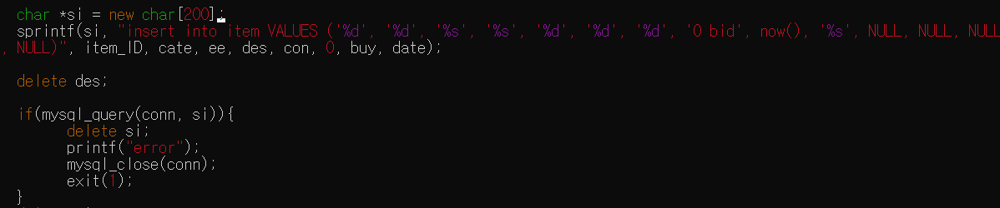 char *si = new char[200];
sprintf(si, "insert into item VALUES ('%d', '%d', '%s', '%s', '%d', '%d', '%d', '0 bid', now(), '%s', NULL, NULL, NULL
, NULL)", item_ID, cate, ee, des, con, 0, buy, date);
delete des;
if(mysql_query(conn, si)){
delete si;
printf("error");
mysql_close(conn);
exit(1);
}